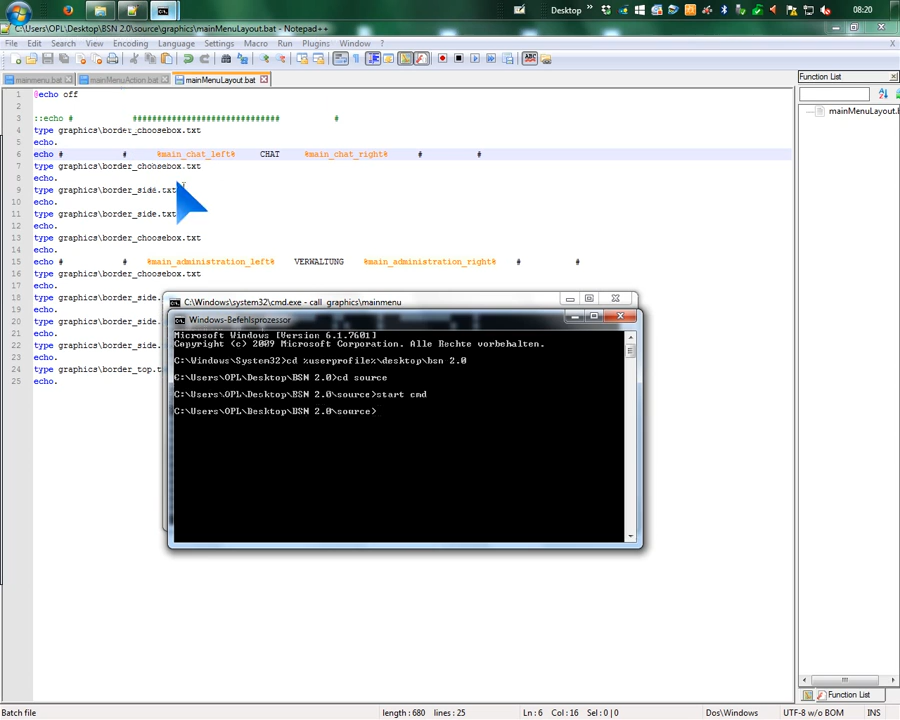 Desktop
»
08:20
C:\Users\OPL\Desktop\BSN 2.0\source\graphics\mainMenuLayout.bat - Notepad++
File Edit Search View Encoding Language Settings Macro Run Plugins Window ? X
mainmenu.bat mainMenuAction.bat mainMenuLayout.bat
Function List
mainMenuLayout.b
1 @echo off
2
3 ::echo # ############################ #
4 type graphics\border_choosebox.txt
5 echo.
6 echo # # %main_chat_left% CHAT %main_chat_right% # #
7 type graphics\border_choosebox.txt
8 echo.
9 type graphics\border_side.txt
10 echo.
11 type graphics\border_side.txt
12 echo.
13 type graphics\border_choosebox.txt
14 echo.
15 echo # # %main_administration_left% VERWALTUNG %main_administration_right% # #
16 type graphics\border_choosebox.txt
17 echo.
18 type graphics\border_side.
19 echo.
20 type graphics\border_side.
21 echo.
22 type graphics\border_side.
23 echo.
24 type graphics\border_top.t
25 echo.
C:\Windows\system32\cmd.exe - call graphics\mainmenu
Windows-Befehlsprozessor
Microsoft Windows [Version 6.1.7601]
Copyright (c) 2009 Microsoft Corporation. Alle Rechte vorbehalten.
C:\Windows\System32>cd %userprofile%\desktop\bsn 2.0
C:\Users\OPL\Desktop\BSN 2.0>cd source
C:\Users\OPL\Desktop\BSN 2.0\source>start cmd
C:\Users\OPL\Desktop\BSN 2.0\source>
Function List
Batch file length : 680 lines : 25 Ln : 6 Col : 16 Sel : 0 | 0 Dos\Windows UTF-8 w/o BOM INS